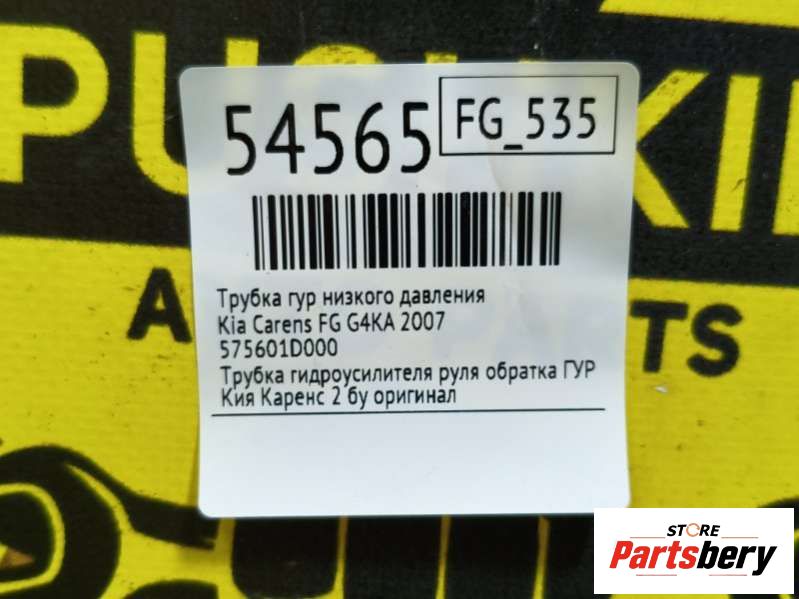 54565
FG_535
Трубка гур низкого давления
Kia Carens FG G4KA 2007
575601D000
Трубка гидроусилителя руля обратка ГУР
Кия Каренс 2 бу оригинал
STORE
Partsbery